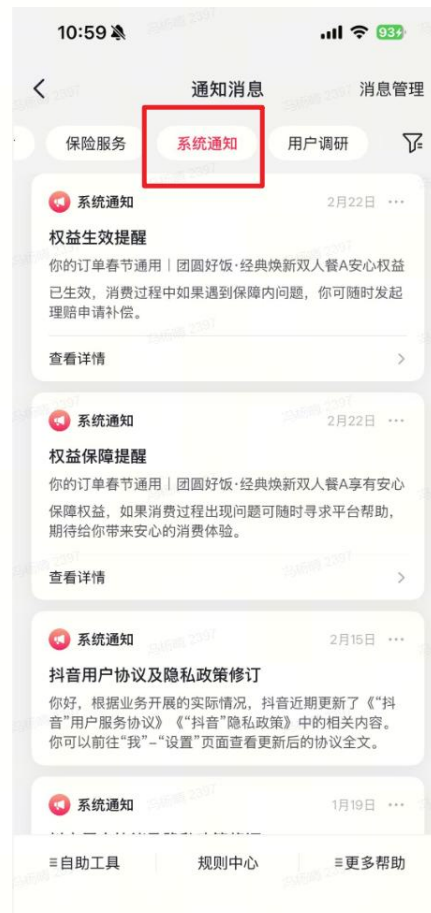 10:59
93
通知消息
消息管理
保险服务
系统通知
用户调研
系统通知
2月22日
权益生效提醒
你的订单春节通用｜团圆好饭·经典焕新双人餐A安心权益
已生效，消费过程中如果遇到保障内问题，你可随时发起
理赔申请补偿。
查看详情
系统通知
2月22日
权益保障提醒
你的订单春节通用｜团圆好饭·经典焕新双人餐A享有安心
保障权益，如果消费过程出现问题可随时寻求平台帮助，
期待给你带来安心的消费体验。
查看详情
系统通知
2月15日
抖音用户协议及隐私政策修订
你好，根据业务开展的实际情况，抖音近期更新了《“抖
音”用户服务协议》《“抖音”隐私政策》中的相关内容。
你可以前往“我”–“设置”页面查看更新后的协议全文。
系统通知
1月19日
≡自助工具
规则中心
≡更多帮助